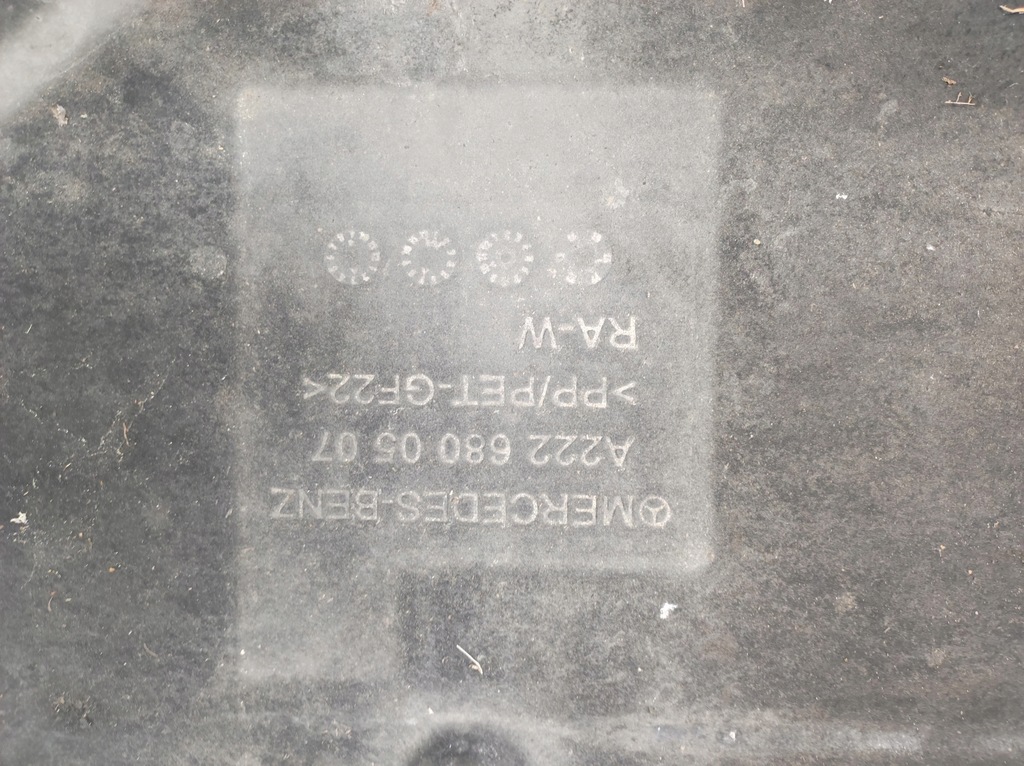 MERCEDES-BENZ
A222 680 05 07
>PP/PET-GF22<
RA-W